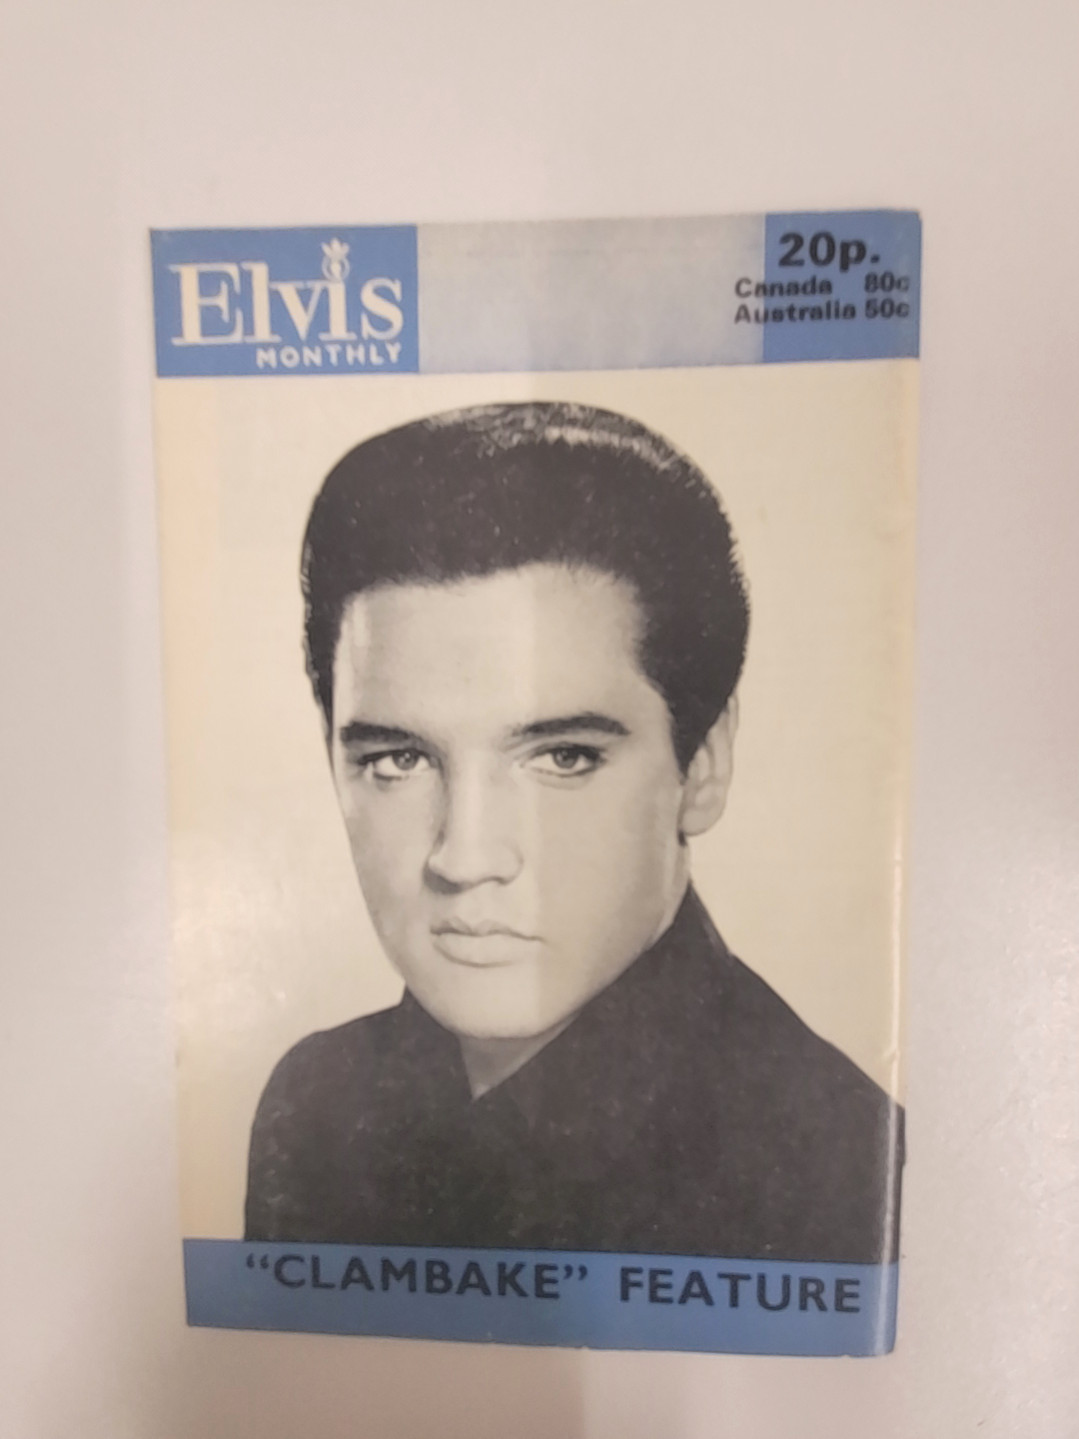 Elvis
MONTHLY
20p.
Canada 80c
Australia 50c
"CLAMBAKE" FEATURE